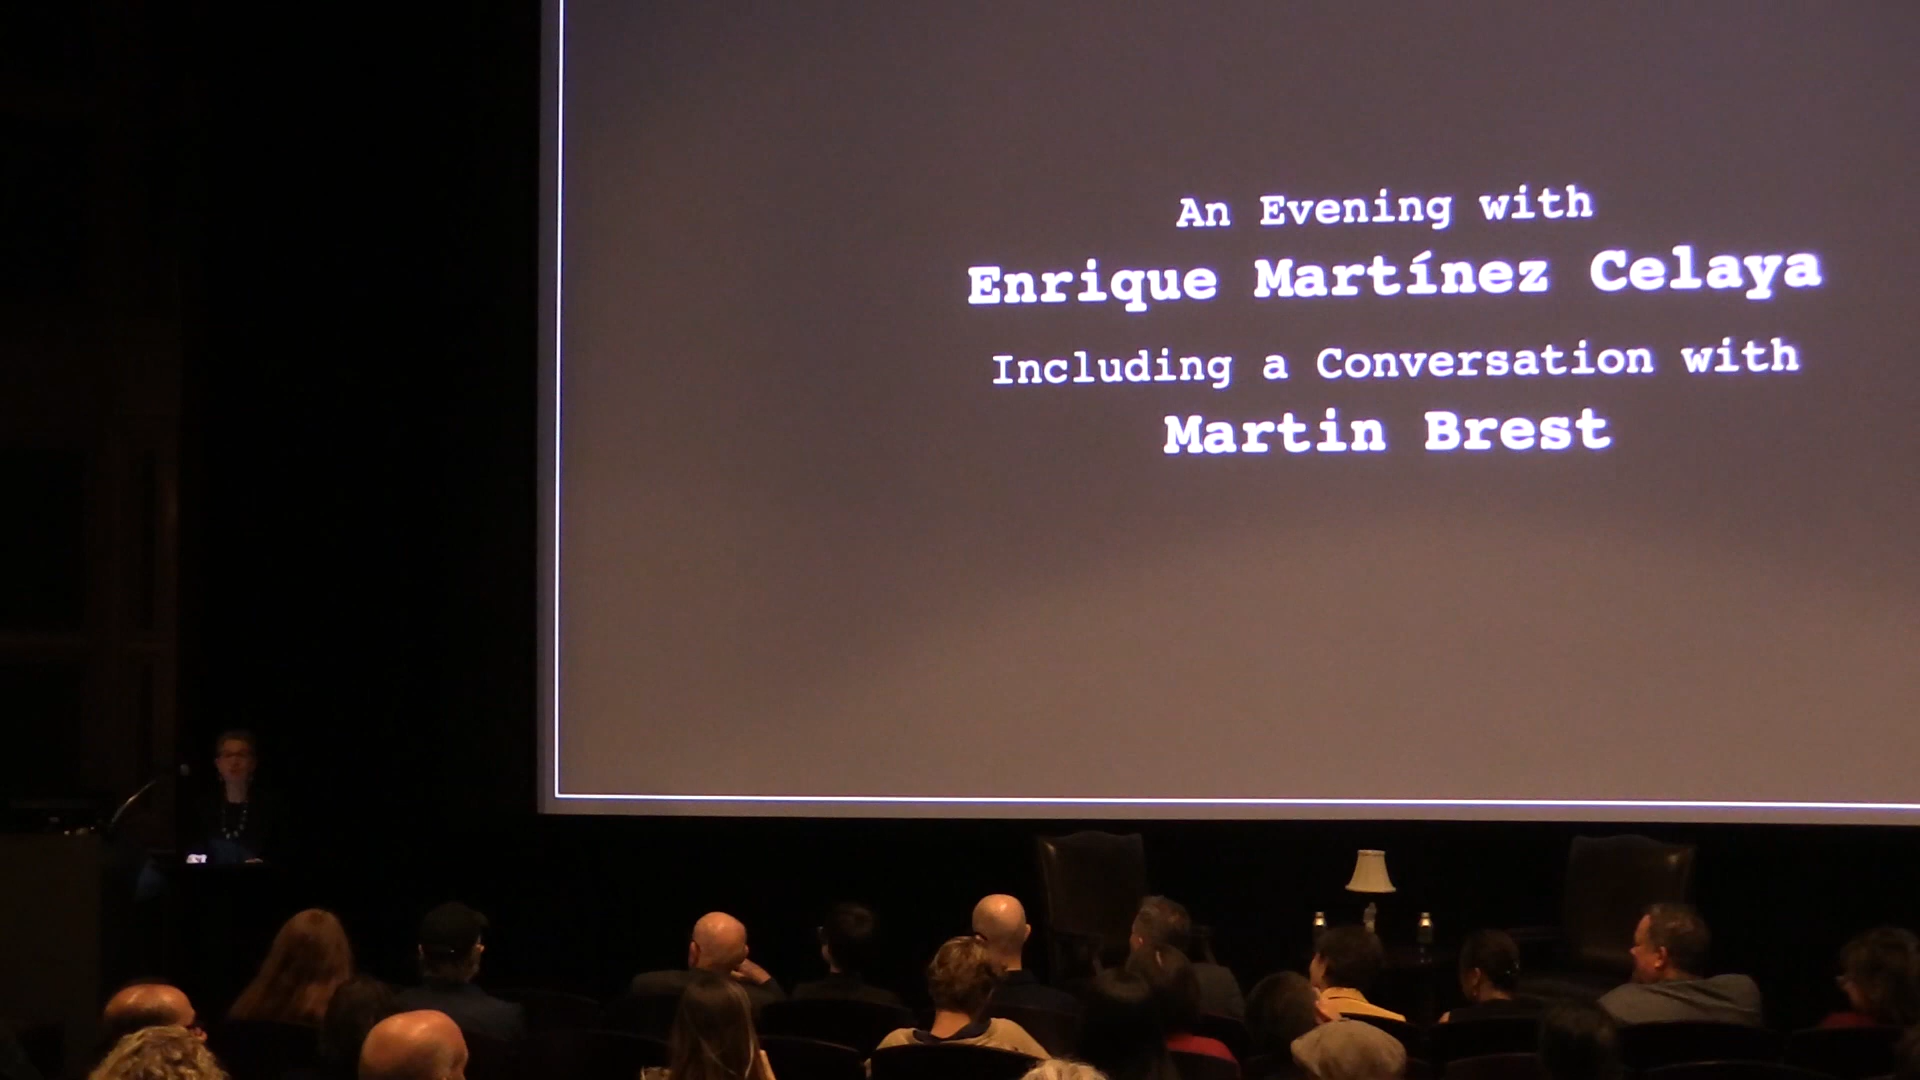 An Evening with
Enrique Martínez Celaya
Including a Conversation with
Martin Brest